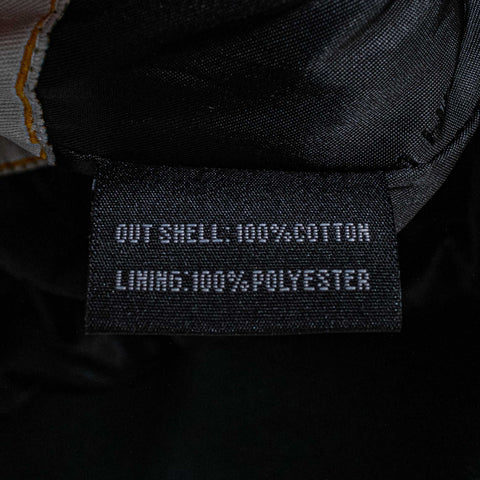 OUT SHELL: 100%COTTON
LINING: 100%POLYESTER